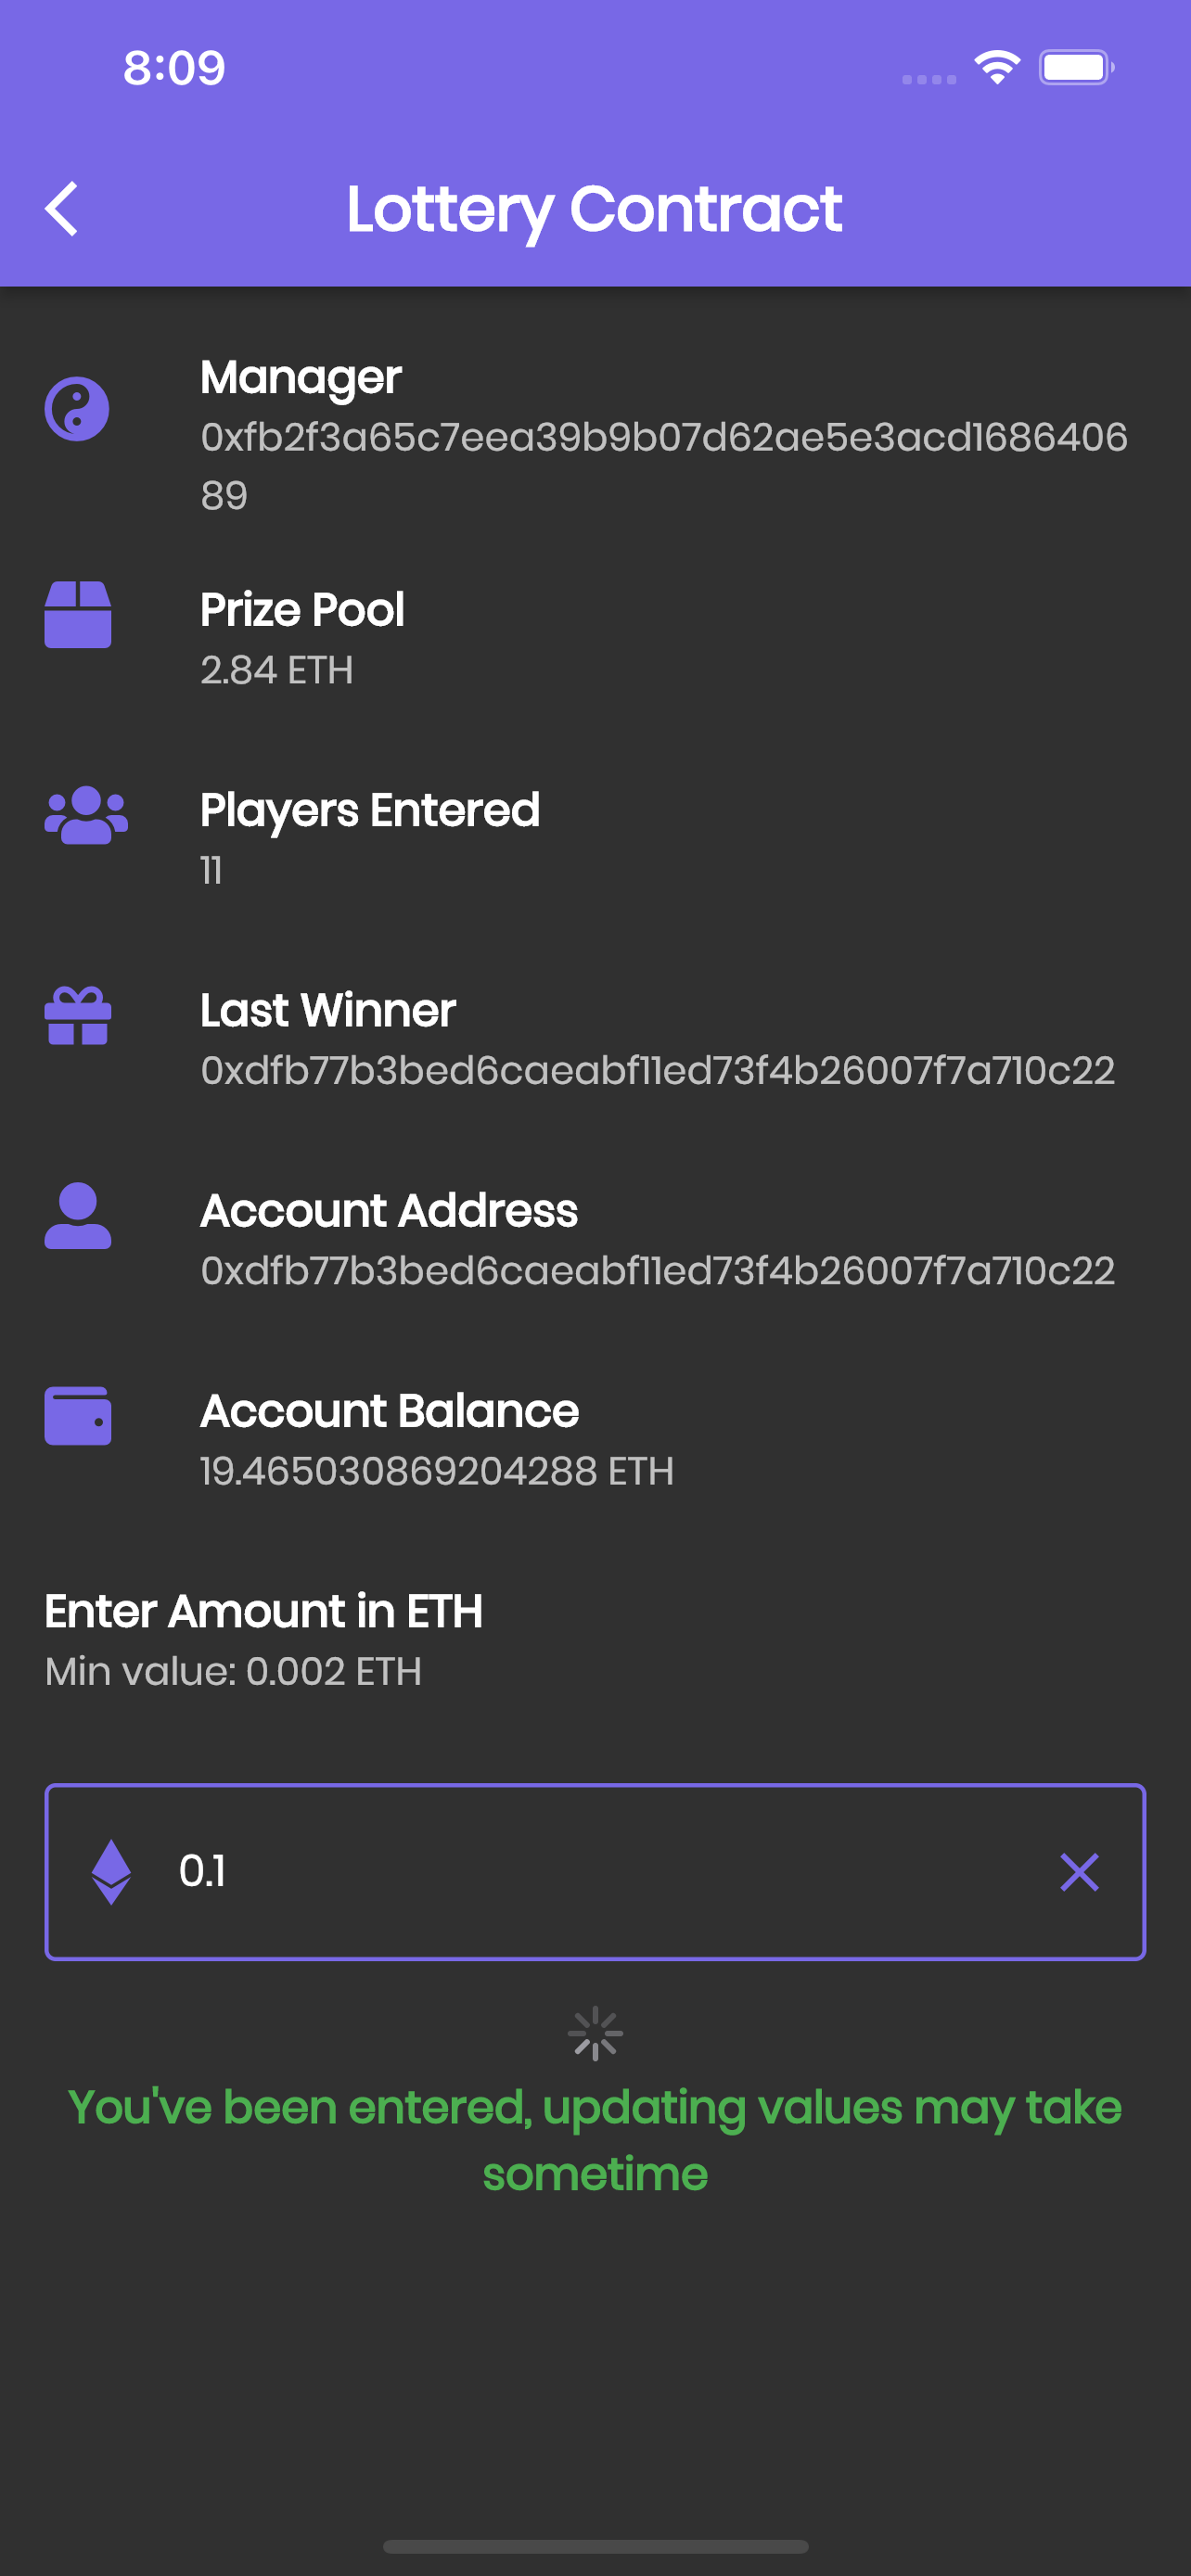 8:09
Lottery Contract
Manager
0xfb2f3a65c7eea39b9b07d62ae5e3acd1686406
89
Prize Pool
2.84 ETH
Players Entered
11
Last Winner
0xdfb77b3bed6caeabf11ed73f4b26007f7a710c22
Account Address
0xdfb77b3bed6caeabf11ed73f4b26007f7a710c22
Account Balance
19.465030869204288 ETH
Enter Amount in ETH
Min value: 0.002 ETH
0.1
You've been entered, updating values may take
sometime